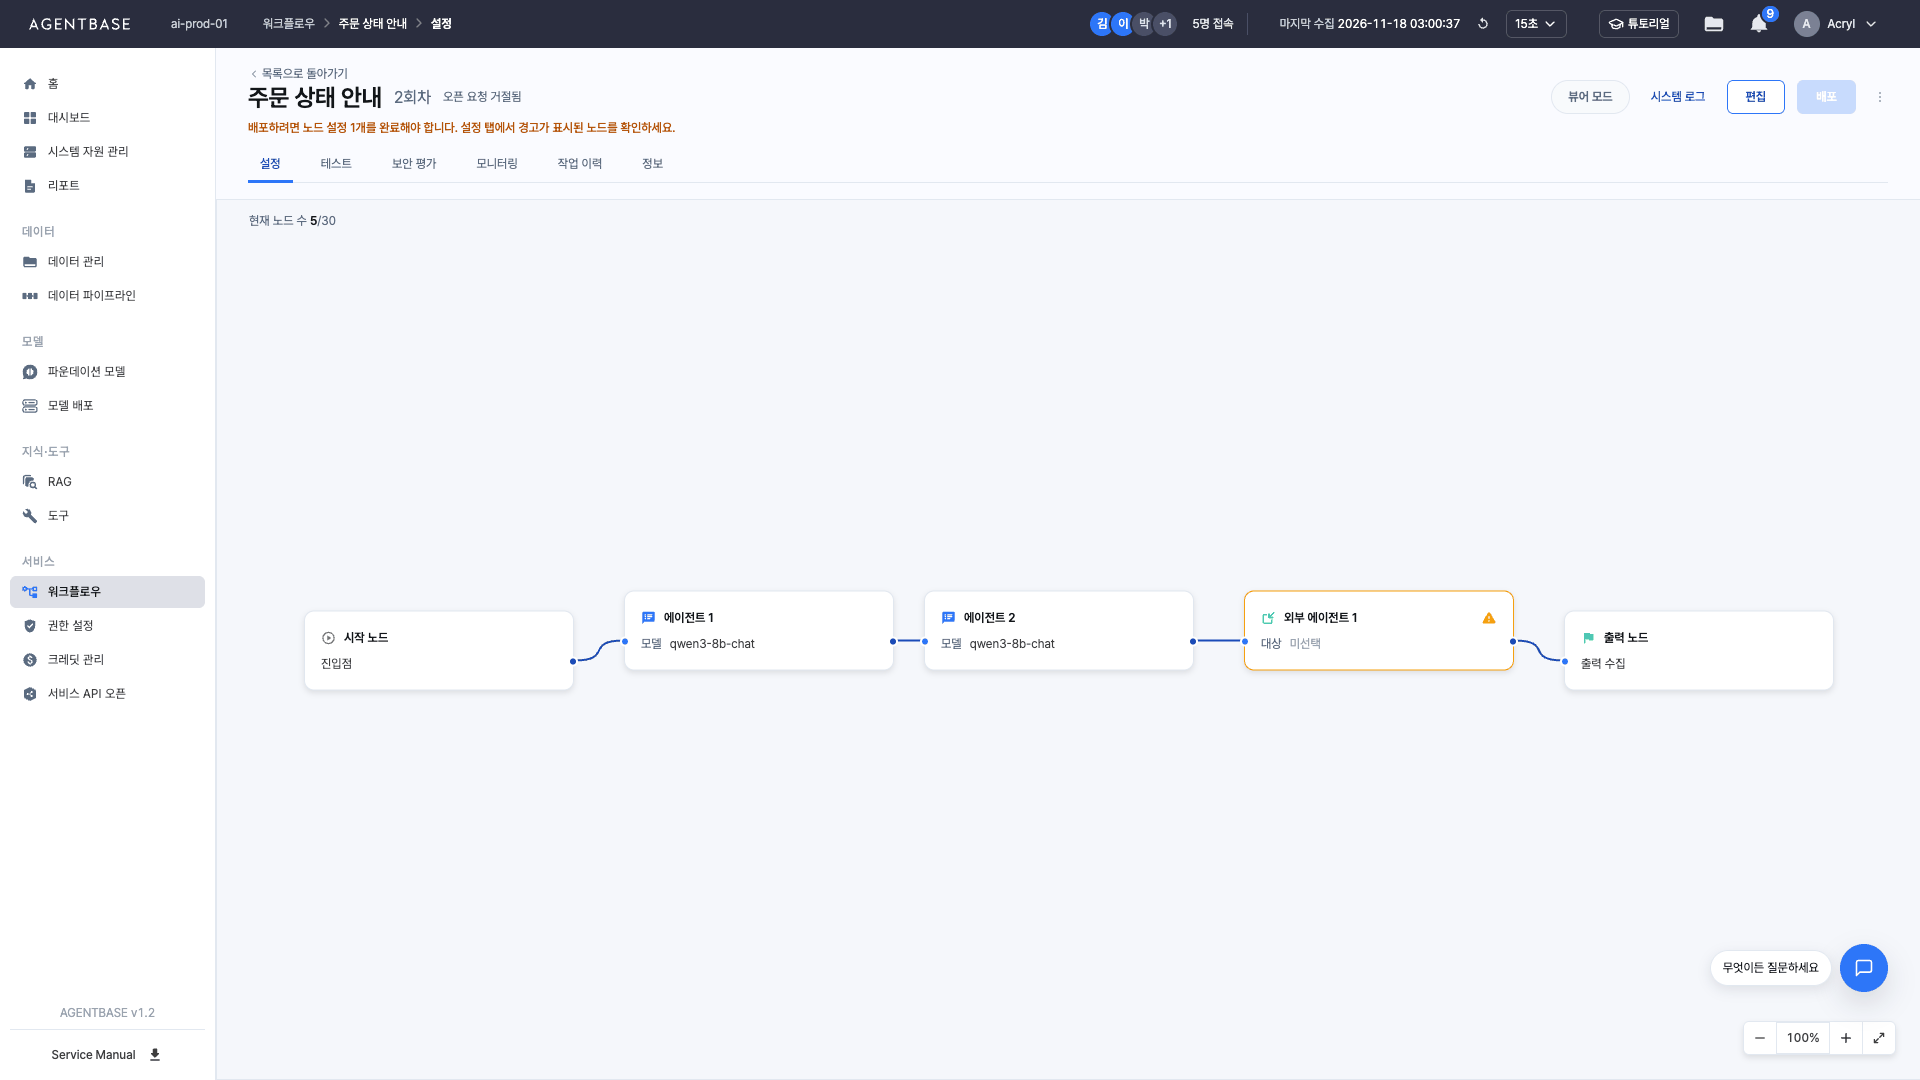 AGENTBASE
ai-prod-01
워크플로우 > 주문 상태 안내 > 설정
김 이 박 +1 5명 접속
마지막 수집 2026-11-18 03:00:37
15초
튜토리얼
9
A Acryl
홈
대시보드
시스템 자원 관리
리포트
데이터
데이터 관리
데이터 파이프라인
모델
파운데이션 모델
모델 배포
지식·도구
RAG
도구
서비스
워크플로우
권한 설정
크레딧 관리
서비스 API 오픈
AGENTBASE v1.2
Service Manual
목록으로 돌아가기
주문 상태 안내 2회차 오픈 요청 거절됨
배포하려면 노드 설정 1개를 완료해야 합니다. 설정 탭에서 경고가 표시된 노드를 확인하세요.
뷰어 모드
시스템 로그
편집
배포
설정
테스트
보안 평가
모니터링
작업 이력
정보
현재 노드 수 5/30
시작 노드
진입점
에이전트 1
모델 qwen3-8b-chat
에이전트 2
모델 qwen3-8b-chat
외부 에이전트 1
대상 미선택
출력 노드
출력 수집
무엇이든 질문하세요
100%